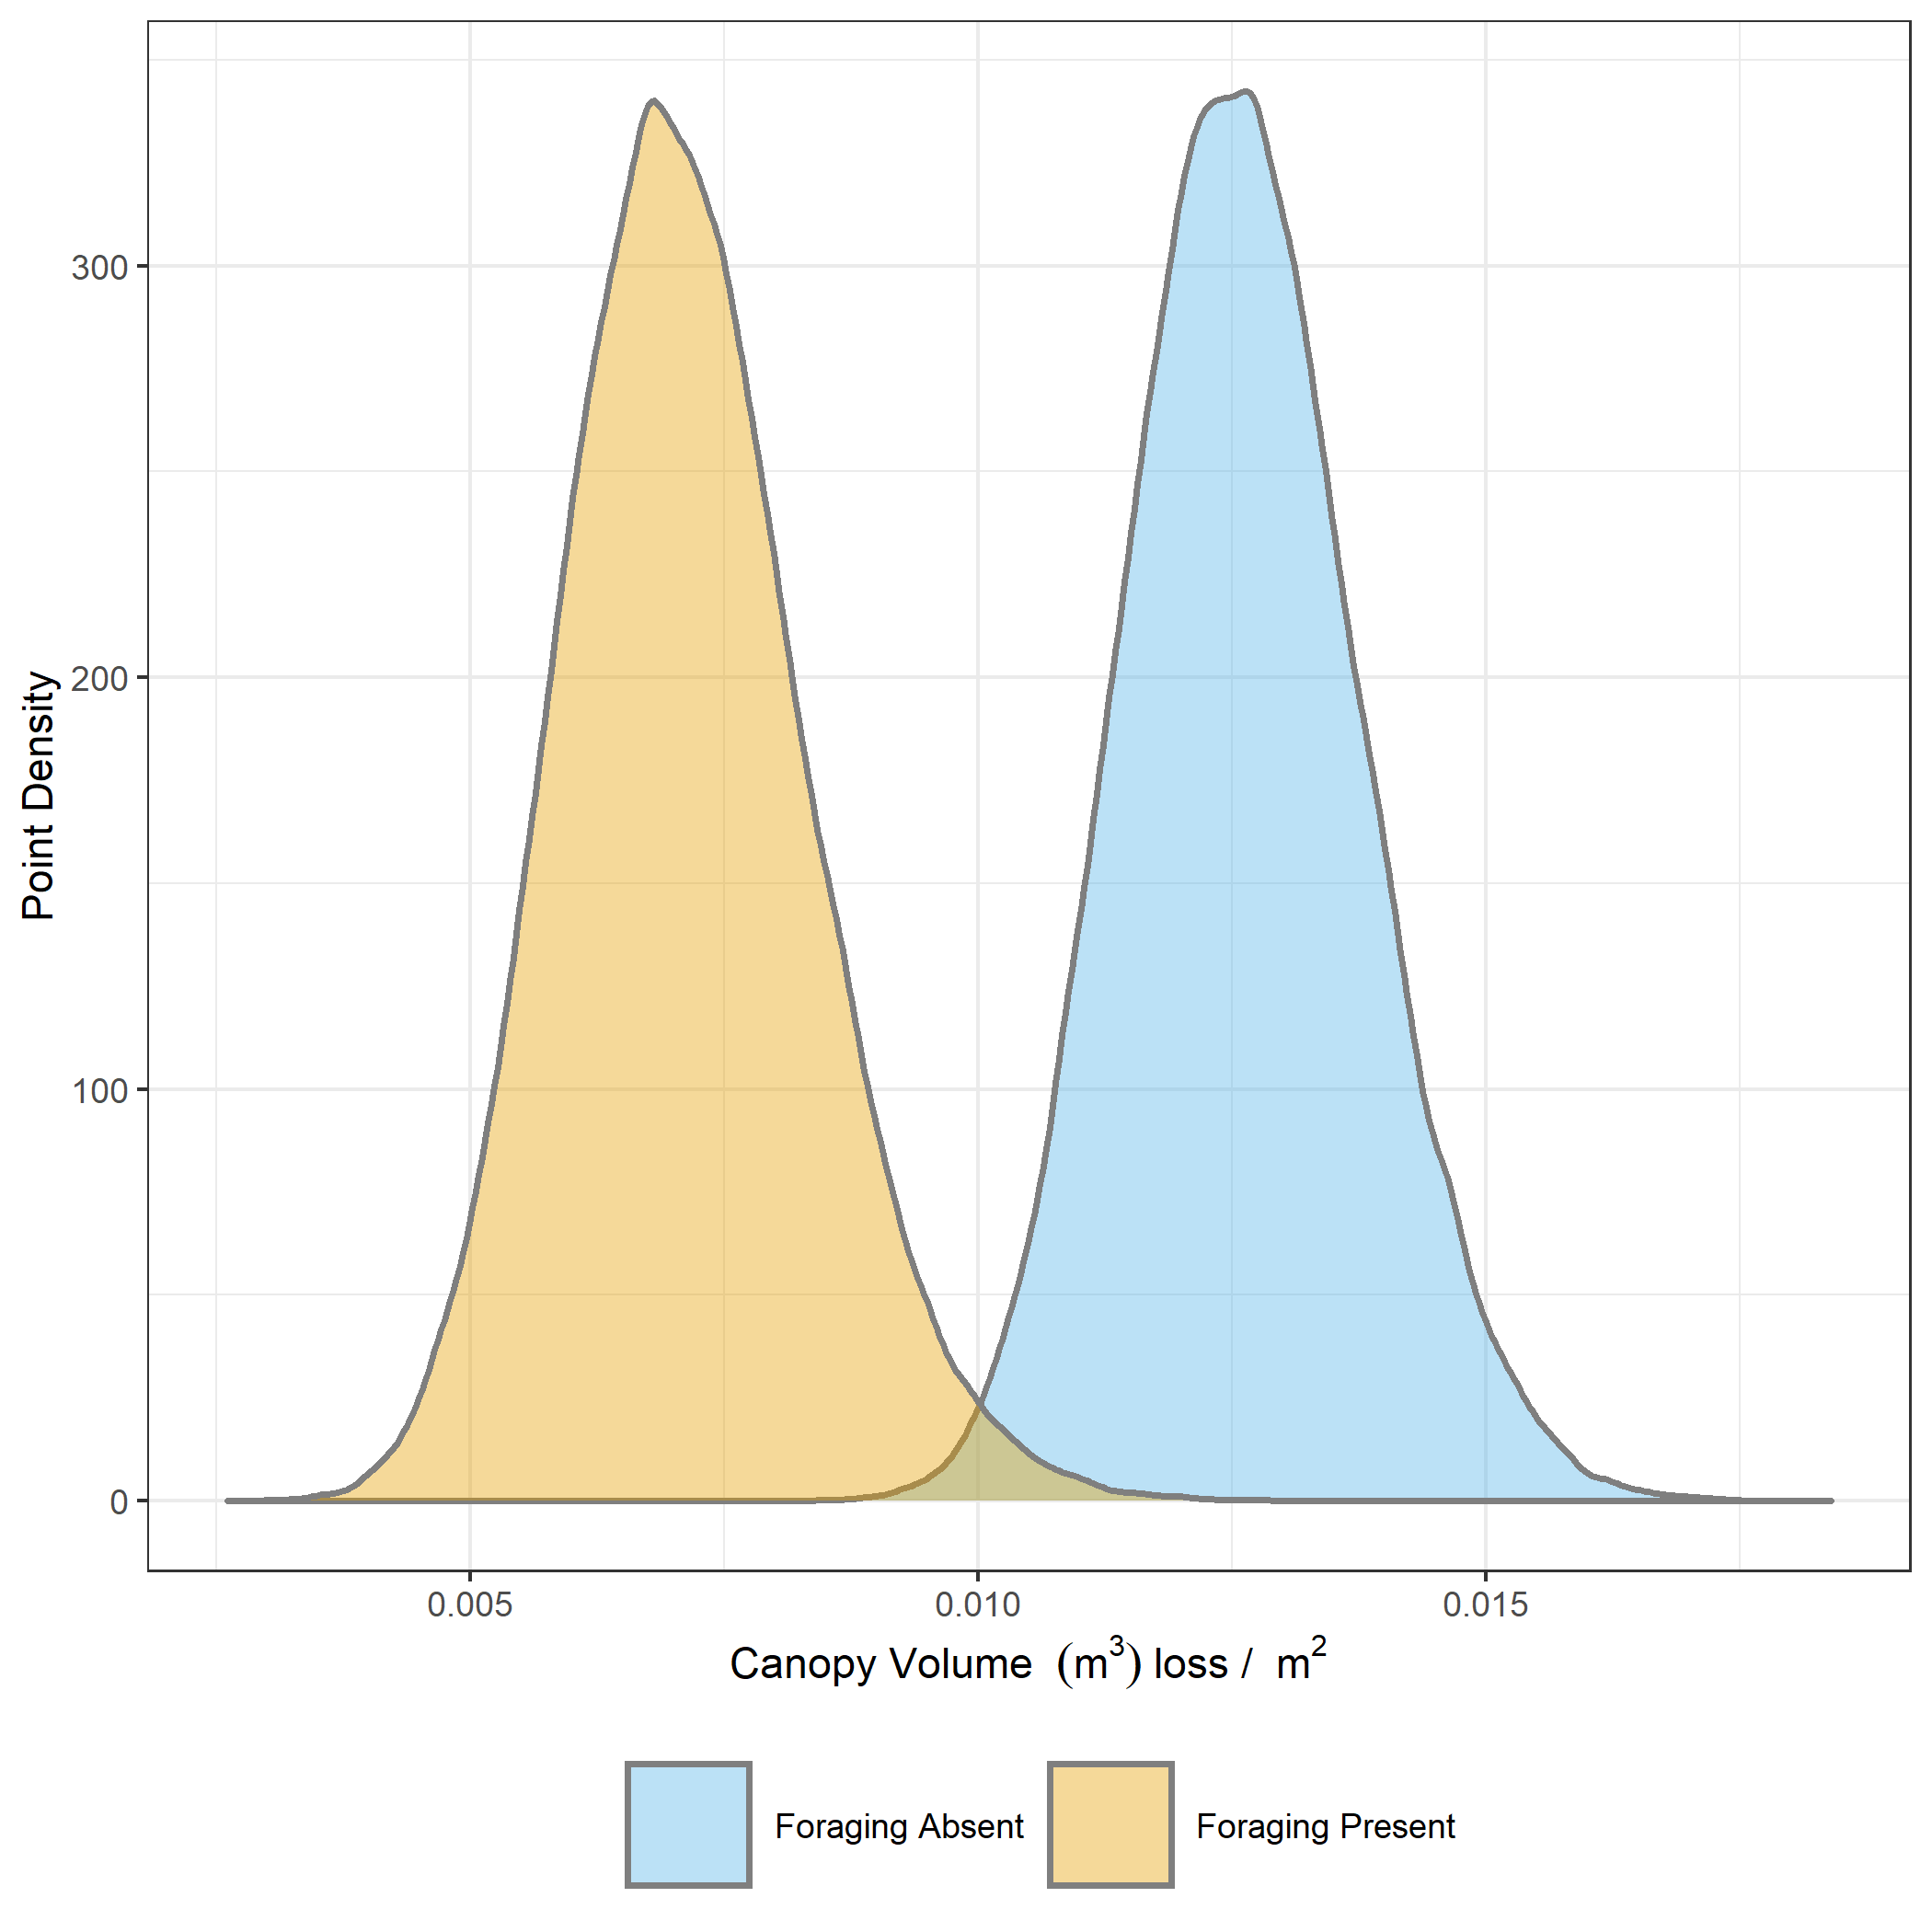 Point Density
300
200
100
0
0.005 0.010 0.015
Canopy Volume (m³) loss / m²
Foraging Absent Foraging Present